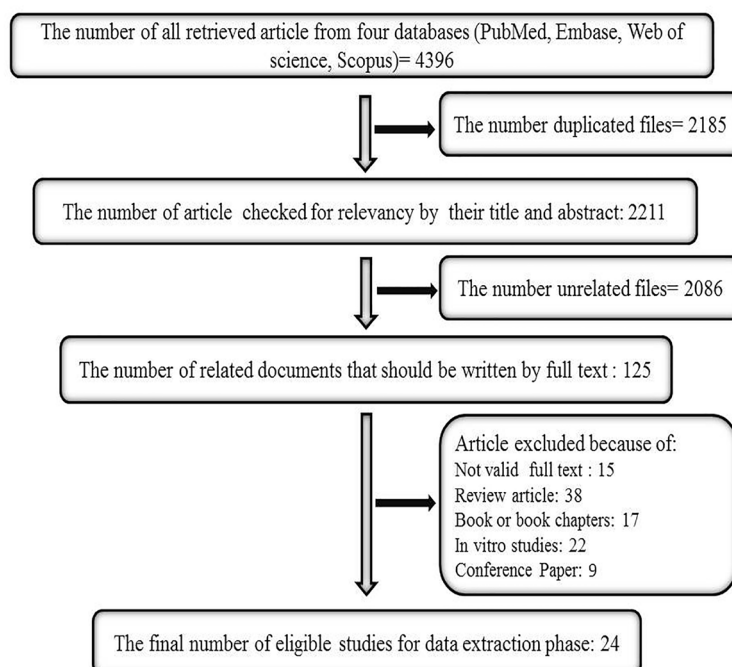 The number of all retrieved article from four databases (PubMed, Embase, Web of
science, Scopus)= 4396
The number duplicated files= 2185
The number of article checked for relevancy by their title and abstract: 2211
The number unrelated files= 2086
The number of related documents that should be written by full text : 125
Article excluded because of:
Not valid full text : 15
Review article: 38
Book or book chapters: 17
In vitro studies: 22
Conference Paper: 9
The final number of eligible studies for data extraction phase: 24